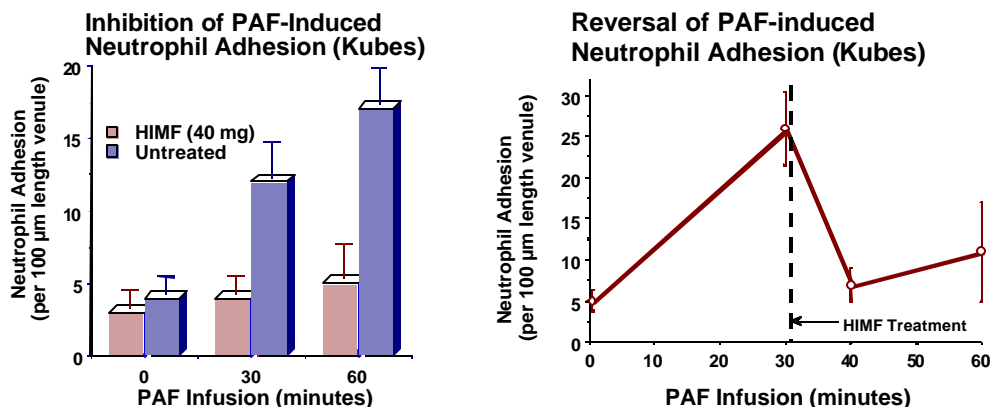 Inhibition of PAF-Induced
Neutrophil Adhesion (Kubes)
Neutrophil Adhesion
(per 100 µm length venule)
20
15
10
5
0
HIMF (40 mg)
Untreated
0 30 60
PAF Infusion (minutes)
Reversal of PAF-induced
Neutrophil Adhesion (Kubes)
Neutrophil Adhesion
(per 100 µm length venule)
30
25
20
15
10
5
0
HIMF Treatment
0 10 20 30 40 60
PAF Infusion (minutes)